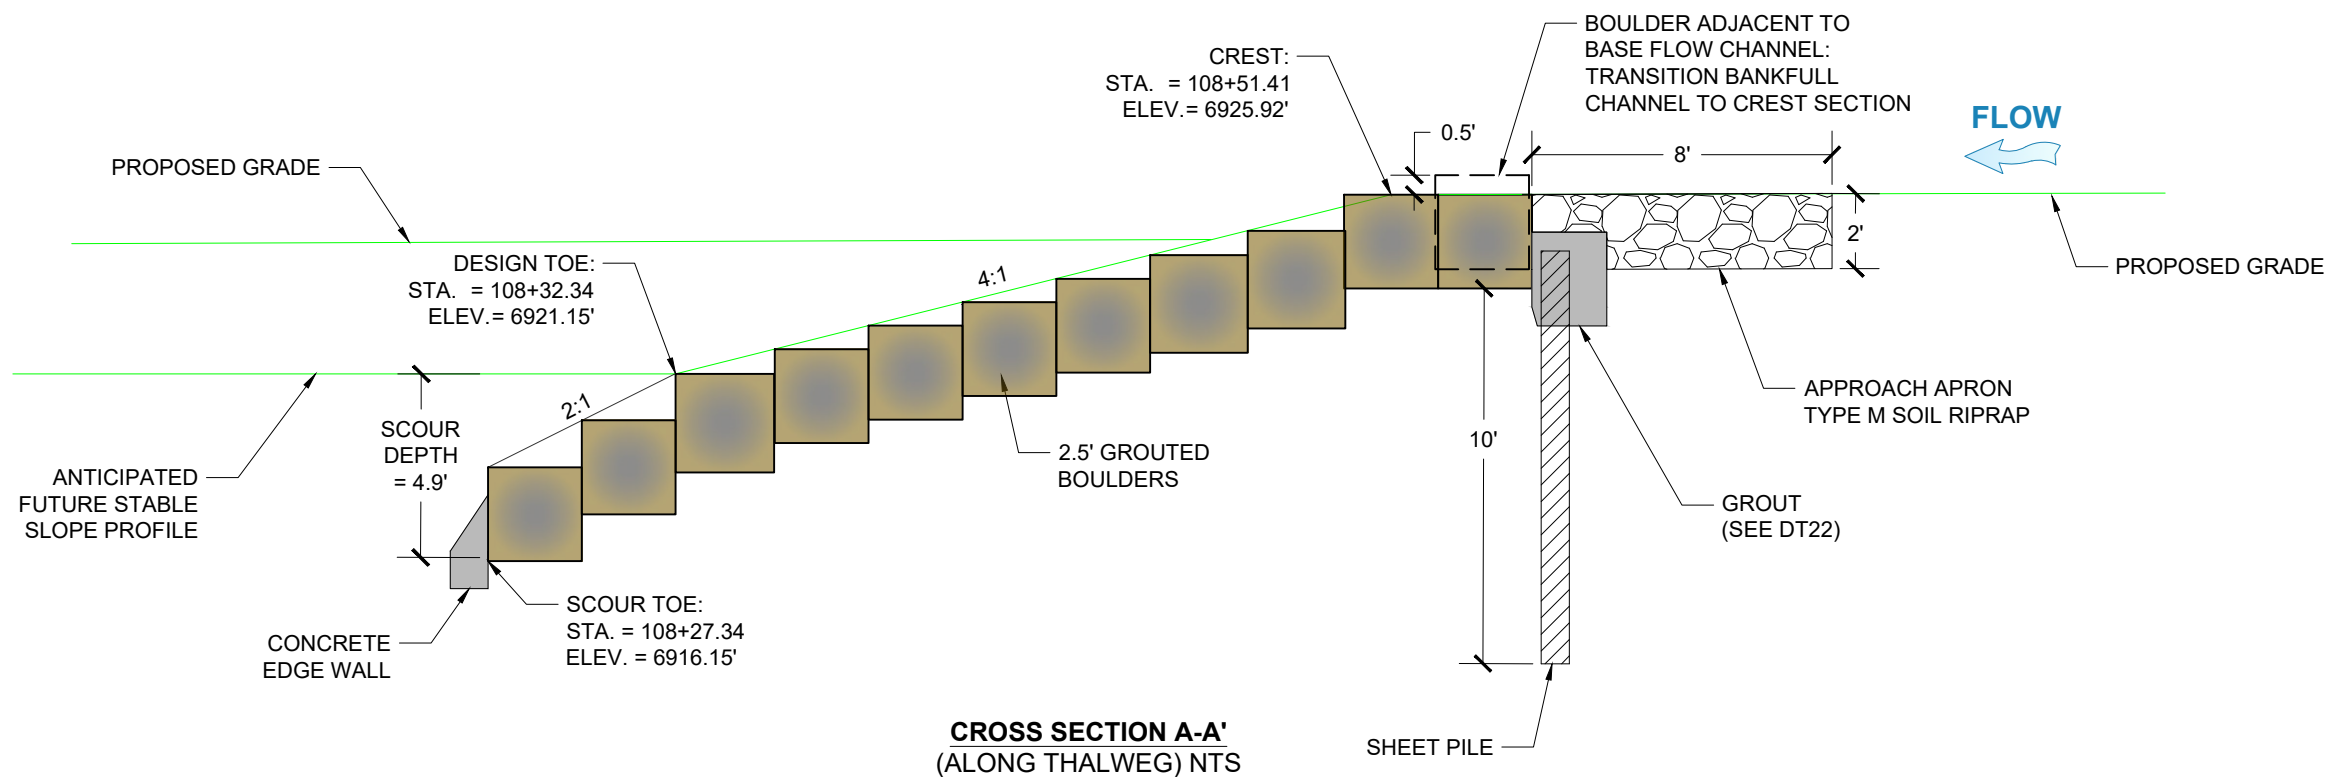 BOULDER ADJACENT TO
BASE FLOW CHANNEL:
TRANSITION BANKFULL
CHANNEL TO CREST SECTION
CREST:
STA. = 108+51.41
ELEV.= 6925.92'
FLOW
0.5'
8'
PROPOSED GRADE
2'
DESIGN TOE:
STA. = 108+32.34
ELEV.= 6921.15'
4:1
PROPOSED GRADE
2:1
APPROACH APRON
TYPE M SOIL RIPRAP
SCOUR
DEPTH
= 4.9'
10'
2.5' GROUTED
BOULDERS
ANTICIPATED
FUTURE STABLE
SLOPE PROFILE
GROUT
(SEE DT22)
SCOUR TOE:
STA. = 108+27.34
ELEV. = 6916.15'
CONCRETE
EDGE WALL
CROSS SECTION A-A'
(ALONG THALWEG) NTS
SHEET PILE